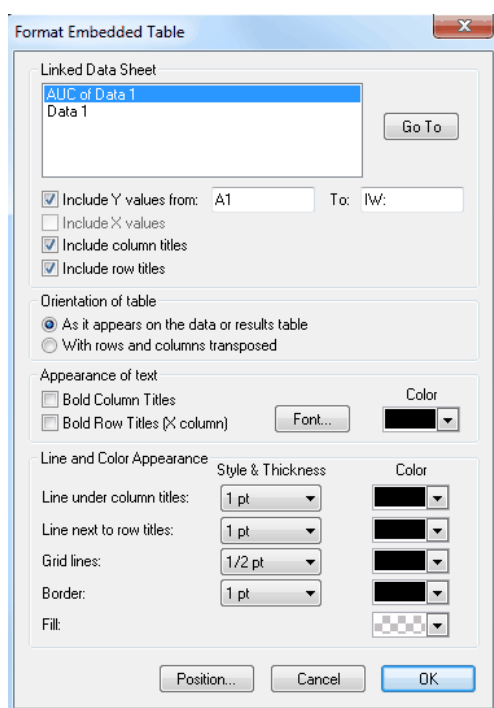 Format Embedded Table
Linked Data Sheet
AUC of Data 1
Data 1
Go To
Include Y values from: A1 To: IW:
Include X values
Include column titles
Include row titles
Orientation of table
As it appears on the data or results table
With rows and columns transposed
Appearance of text
Bold Column Titles
Color
Bold Row Titles (X column)
Font...
Line and Color Appearance
Style & Thickness Color
Line under column titles: 1 pt
Line next to row titles: 1 pt
Grid lines: 1/2 pt
Border: 1 pt
Fill:
Position... Cancel OK